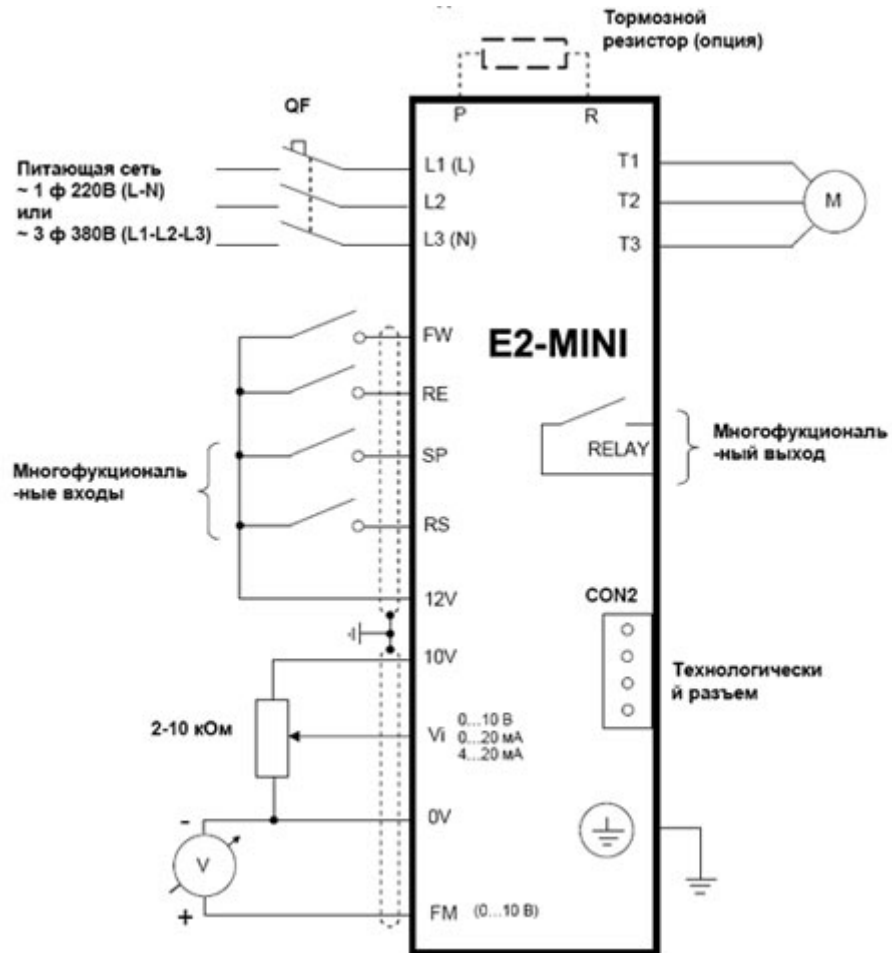 Тормозной
резистор (опция)
P
R
QF
Питающая сеть
~ 1 ф 220В (L-N)
или
~ 3 ф 380В (L1-L2-L3)
L1 (L)
L2
L3 (N)
T1
T2
T3
M
E2-MINI
FW
RE
SP
RS
12V
Многофукциональ
-ные входы
RELAY
Многофукциональ
-ный выход
CON2
Технологически
й разъем
10V
2-10 кОм
Vi
0...10 В
0...20 мА
4...20 мА
0V
-
V
+
FM (0...10 В)